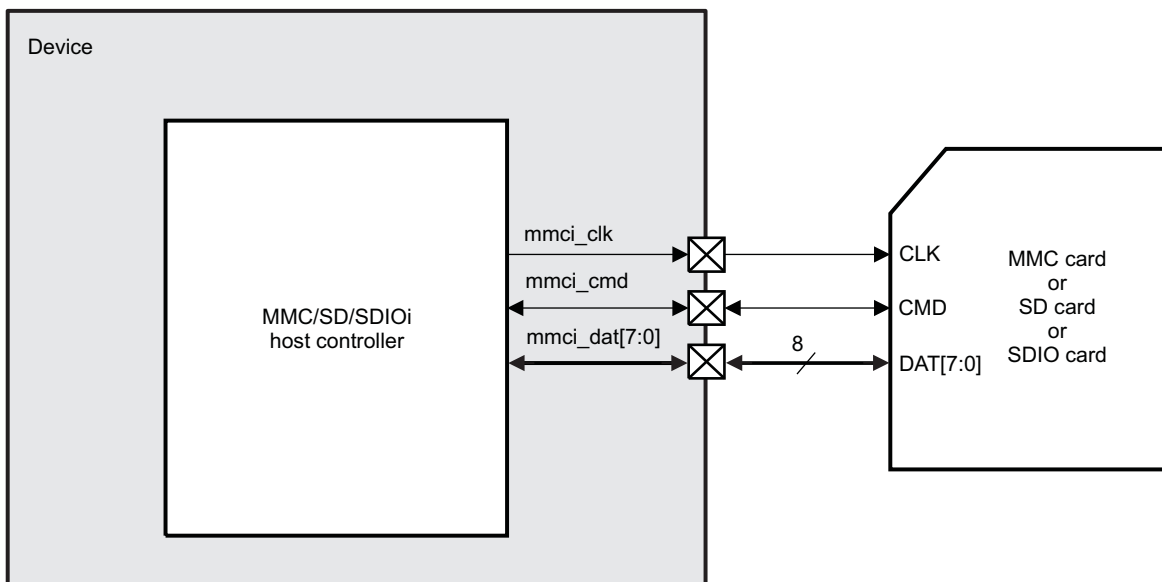 Device
MMC/SD/SDIOi
host controller
mmci_clk
mmci_cmd
mmci_dat[7:0]
8
CLK
CMD
DAT[7:0]
MMC card
or
SD card
or
SDIO card